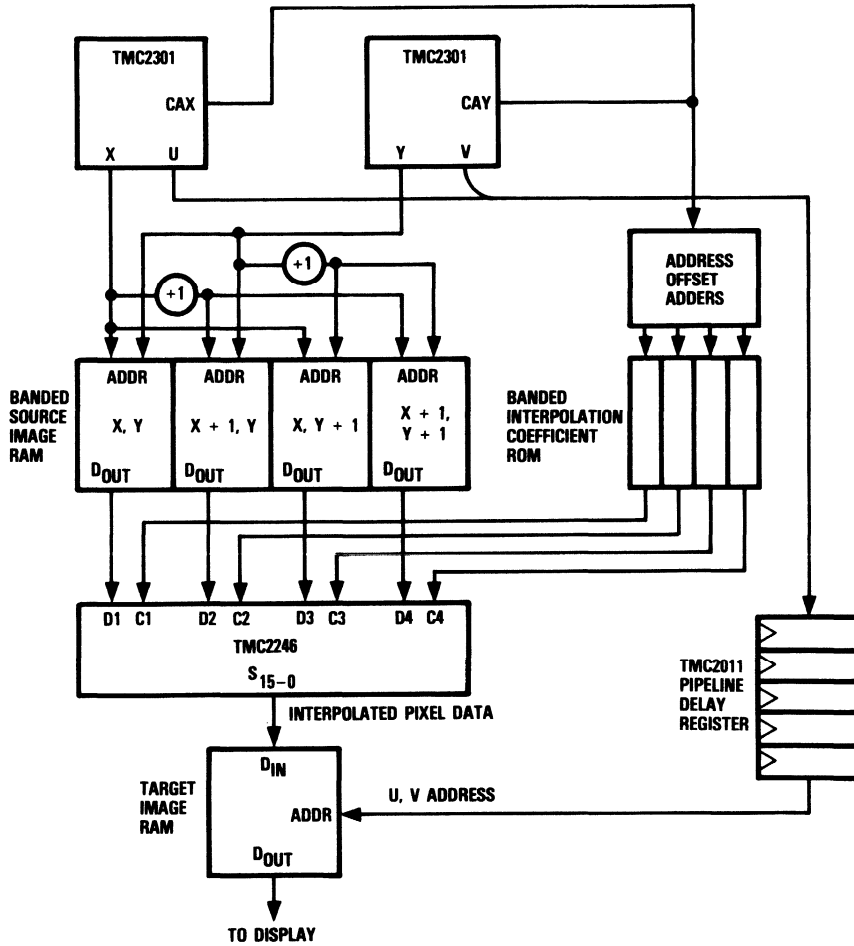 TMC2301
CAX
X U
TMC2301
CAY
Y V
+1
+1
ADDRESS
OFFSET
ADDERS
BANDED
SOURCE
IMAGE
RAM
ADDR
X, Y
DOUT
ADDR
X + 1, Y
DOUT
ADDR
X, Y + 1
DOUT
ADDR
X + 1,
Y + 1
DOUT
BANDED
INTERPOLATION
COEFFICIENT
ROM
D1 C1 D2 C2 D3 C3 D4 C4
TMC2246
S15–0
INTERPOLATED PIXEL DATA
TMC2011
PIPELINE
DELAY
REGISTER
TARGET
IMAGE
RAM
DIN
ADDR
DOUT
U, V ADDRESS
TO DISPLAY